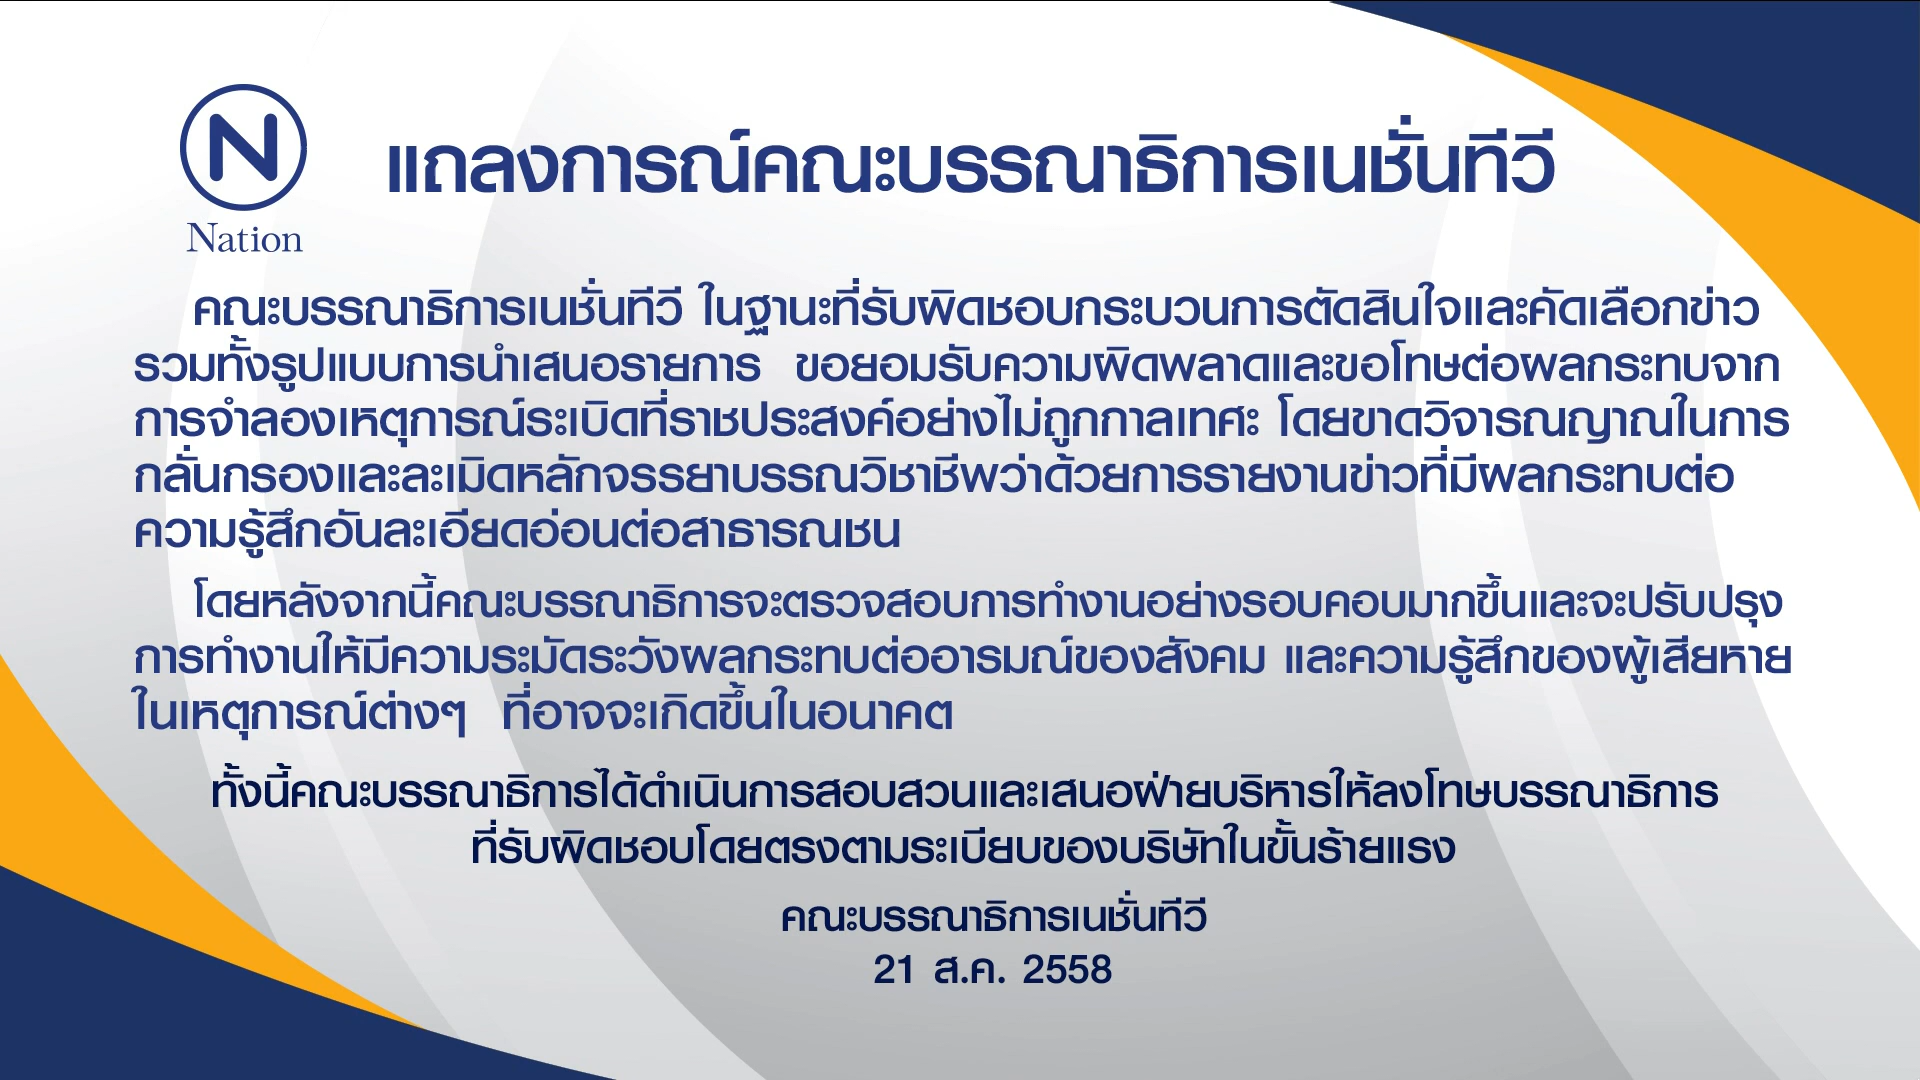 N
Nation
แถลงการณ์คณะบรรณาธิการเนชั่นทีวี
คณะบรรณาธิการเนชั่นทีวี ในฐานะที่รับผิดชอบกระบวนการตัดสินใจและคัดเลือกข่าว
รวมทั้งรูปแบบการนำเสนอรายการ ขอยอมรับความผิดพลาดและขอโทษต่อผลกระทบจาก
การจำลองเหตุการณ์ระเบิดที่ราชประสงค์อย่างไม่ถูกกาลเทศะ โดยขาดวิจารณญาณในการ
กลั่นกรองและละเมิดหลักจรรยาบรรณวิชาชีพว่าด้วยการรายงานข่าวที่มีผลกระทบต่อ
ความรู้สึกอันละเอียดอ่อนต่อสาธารณชน
โดยหลังจากนี้คณะบรรณาธิการจะตรวจสอบการทำงานอย่างรอบคอบมากขึ้นและจะปรับปรุง
การทำงานให้มีความระมัดระวังผลกระทบต่ออารมณ์ของสังคม และความรู้สึกของผู้เสียหาย
ในเหตุการณ์ต่างๆ ที่อาจจะเกิดขึ้นในอนาคต
ทั้งนี้คณะบรรณาธิการได้ดำเนินการสอบสวนและเสนอฝ่ายบริหารให้ลงโทษบรรณาธิการ
ที่รับผิดชอบโดยตรงตามระเบียบของบริษัทในขั้นร้ายแรง
คณะบรรณาธิการเนชั่นทีวี
21 ส.ค. 2558